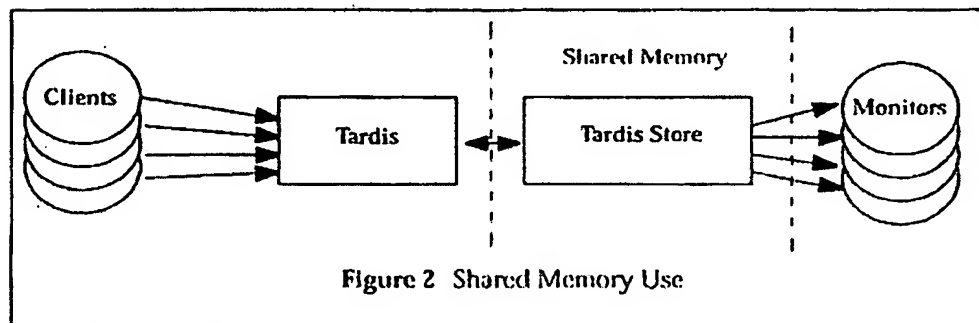 Shared Memory
Clients
Tardis
Tardis Store
Monitors
Figure 2 Shared Memory Use